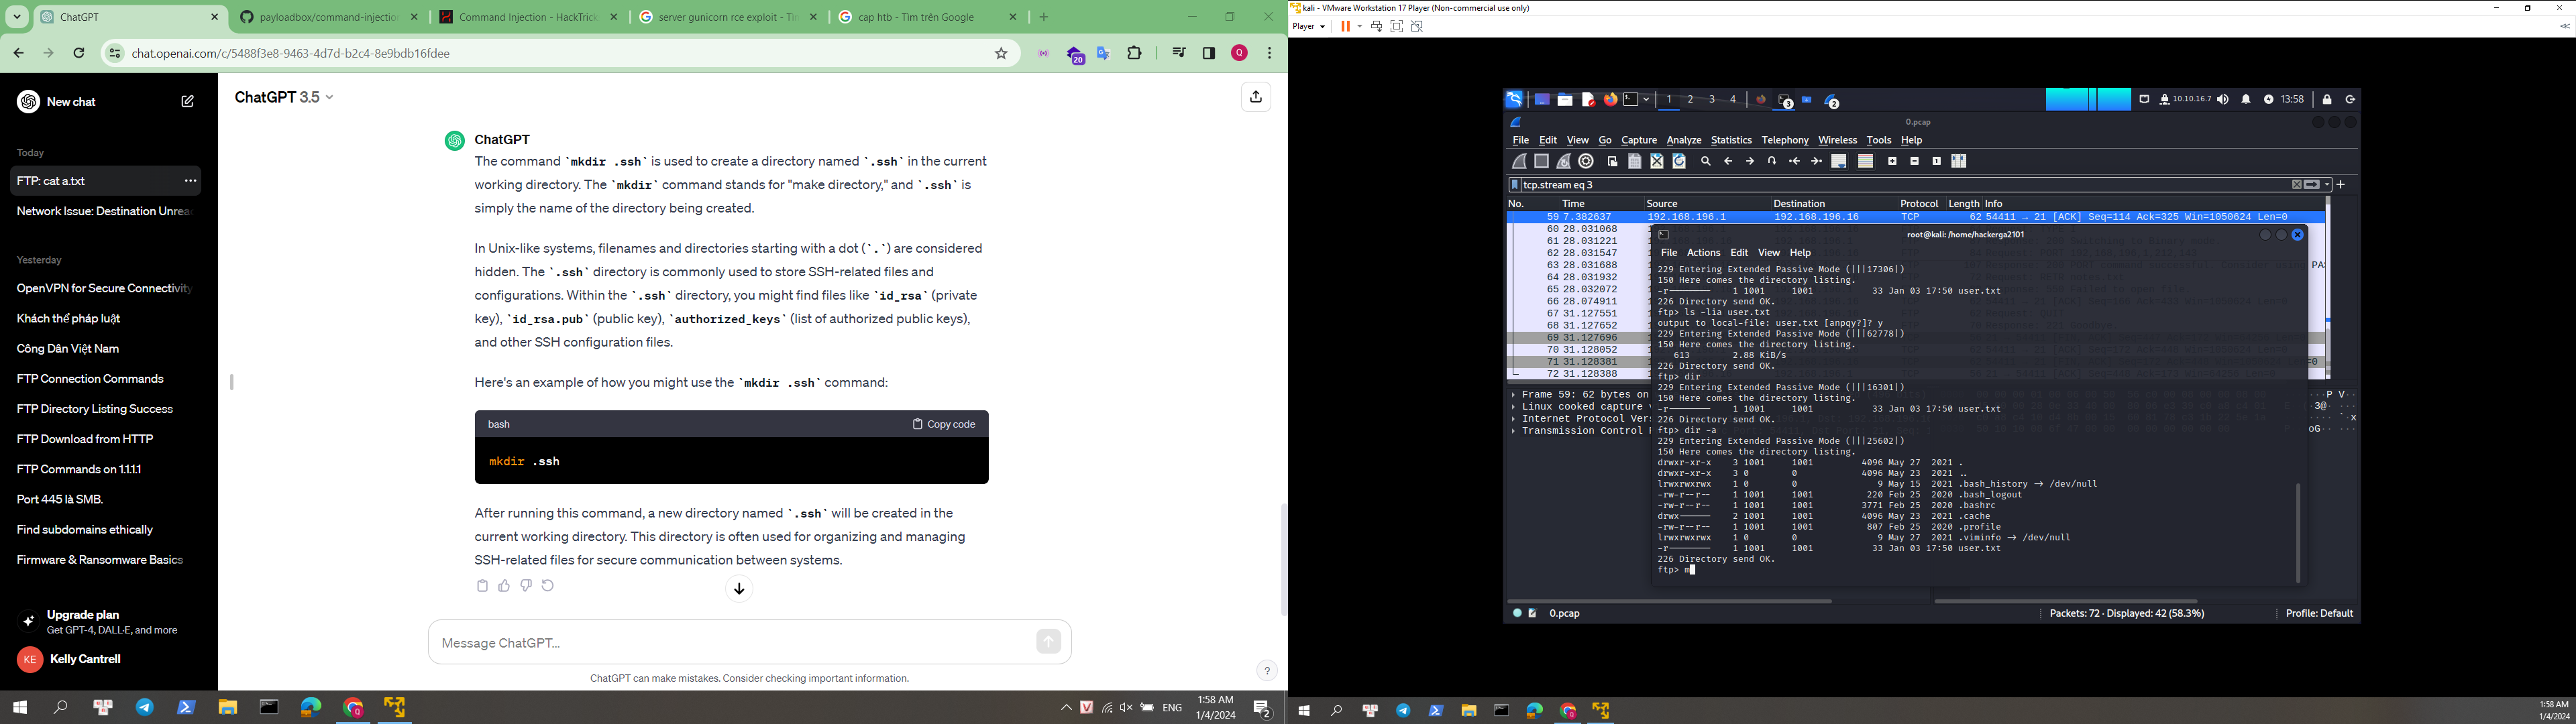 ChatGPT
payloadbox/command-injection
Command Injection - HackTrick
server gunicorn rce exploit - Tìm
cap htb - Tìm trên Google
chat.openai.com/c/5488f3e8-9463-4d7d-b2c4-8e9bdb16fdee
20
Q
New chat
Today
FTP: cat a.txt
Network Issue: Destination Unrea
Yesterday
OpenVPN for Secure Connectivity
Khách thể pháp luật
Công Dân Việt Nam
FTP Connection Commands
FTP Directory Listing Success
FTP Download from HTTP
FTP Commands on 1.1.1.1
Port 445 là SMB.
Find subdomains ethically
Firmware & Ransomware Basics
Upgrade plan
Get GPT-4, DALL·E, and more
KE
Kelly Cantrell
ChatGPT 3.5
ChatGPT
The command `mkdir .ssh` is used to create a directory named `.ssh` in the current
working directory. The `mkdir` command stands for "make directory," and `.ssh` is
simply the name of the directory being created.
In Unix-like systems, filenames and directories starting with a dot (`.`) are considered
hidden. The `.ssh` directory is commonly used to store SSH-related files and
configurations. Within the `.ssh` directory, you might find files like `id_rsa` (private
key), `id_rsa.pub` (public key), `authorized_keys` (list of authorized public keys),
and other SSH configuration files.
Here's an example of how you might use the `mkdir .ssh` command:
bash
Copy code
mkdir .ssh
After running this command, a new directory named `.ssh` will be created in the
current working directory. This directory is often used for organizing and managing
SSH-related files for secure communication between systems.
Message ChatGPT...
ChatGPT can make mistakes. Consider checking important information.
?
ENG
1:58 AM
1/4/2024
2
kali - VMware Workstation 17 Player (Non-commercial use only)
Player
1 2 3 4
3
2
10.10.16.7
13:58
0.pcap
File Edit View Go Capture Analyze Statistics Telephony Wireless Tools Help
tcp.stream eq 3
No. Time Source Destination Protocol Length Info
59 7.382637 192.168.196.1 192.168.196.16 TCP 62 54411 → 21 [ACK] Seq=114 Ack=325 Win=1050624 Len=0
60 28.031068
61 28.031221
62 28.031547
63 28.031688
64 28.031932
65 28.032072
66 28.074911
67 31.127551
68 31.127652
69 31.127696
70 31.128052
71 31.128381
72 31.128388
Frame 59: 62 bytes on
Linux cooked capture
Internet Protocol Ver
Transmission Control
root@kali: /home/hackerga2101
File Actions Edit View Help
229 Entering Extended Passive Mode (|||17306|)
150 Here comes the directory listing.
-r-------- 1 1001 1001 33 Jan 03 17:50 user.txt
226 Directory send OK.
ftp> ls -lia user.txt
output to local-file: user.txt [anpqy?]? y
229 Entering Extended Passive Mode (|||62778|)
150 Here comes the directory listing.
613 2.88 KiB/s
226 Directory send OK.
ftp> dir
229 Entering Extended Passive Mode (|||16301|)
150 Here comes the directory listing.
-r-------- 1 1001 1001 33 Jan 03 17:50 user.txt
226 Directory send OK.
ftp> dir -a
229 Entering Extended Passive Mode (|||25602|)
150 Here comes the directory listing.
drwxr-xr-x 3 1001 1001 4096 May 27 2021 .
drwxr-xr-x 3 0 0 4096 May 23 2021 ..
lrwxrwxrwx 1 0 0 9 May 15 2021 .bash_history → /dev/null
-rw-r--r-- 1 1001 1001 220 Feb 25 2020 .bash_logout
-rw-r--r-- 1 1001 1001 3771 Feb 25 2020 .bashrc
drwx------ 2 1001 1001 4096 May 23 2021 .cache
-rw-r--r-- 1 1001 1001 807 Feb 25 2020 .profile
lrwxrwxrwx 1 0 0 9 May 27 2021 .viminfo → /dev/null
-r-------- 1 1001 1001 33 Jan 03 17:50 user.txt
226 Directory send OK.
ftp> m
0.pcap
Packets: 72 · Displayed: 42 (58.3%)
Profile: Default
1:58 AM
1/4/2024